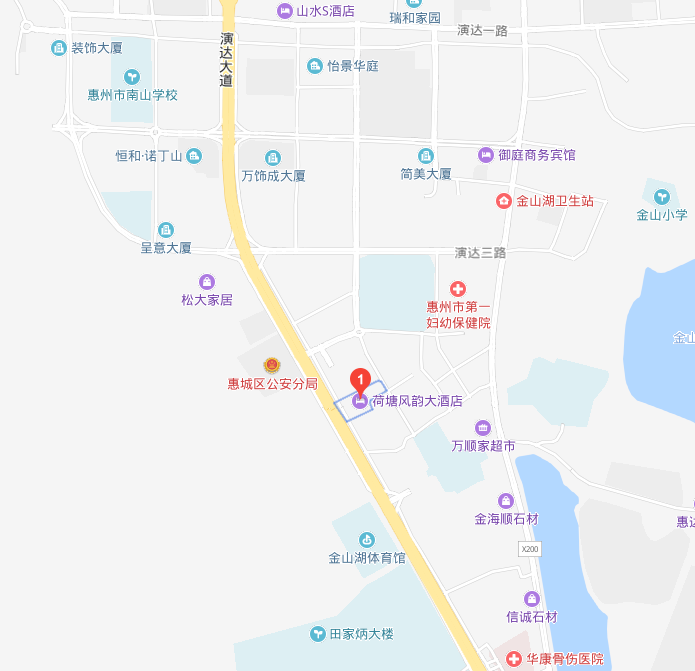 山水S酒店
瑞和家园
演达一路
装饰大厦
演达大道
怡景华庭
惠州市南山学校
恒和·诺丁山
万饰成大厦
简美大厦
御庭商务宾馆
金山湖卫生站
金山小学
呈意大厦
演达三路
松大家居
惠州市第一
妇幼保健院
金山
惠城区公安分局
1
荷塘风韵大酒店
万顺家超市
金海顺石材
惠达
金山湖体育馆
X200
信诚石材
田家炳大楼
华康骨伤医院